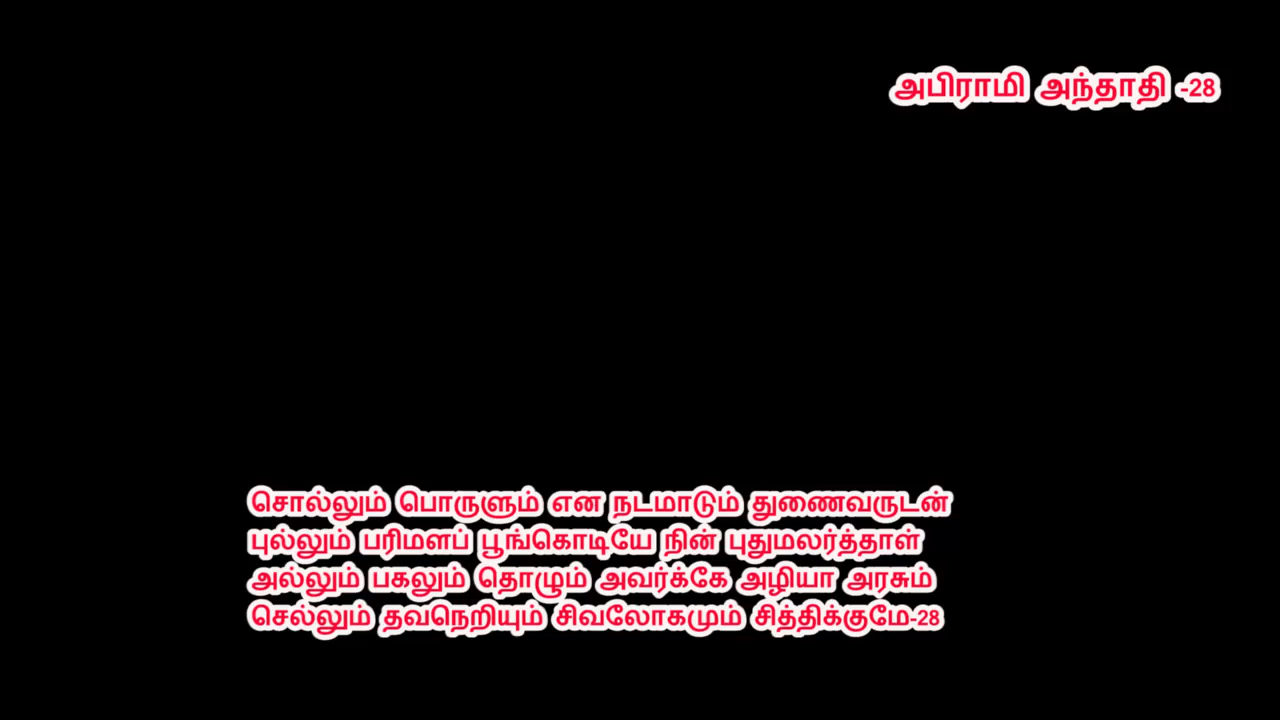 அபிராமி அந்தாதி -28
சொல்லும் பொருளும் என நடமாடும் துணைவருடன்
புல்லும் பரிமளப் பூங்கொடியே நின் புதுமலர்த்தாள்
அல்லும் பகலும் தொழும் அவர்க்கே அழியா அரசும்
செல்லும் தவநெறியும் சிவலோகமும் சித்திக்குமே-28